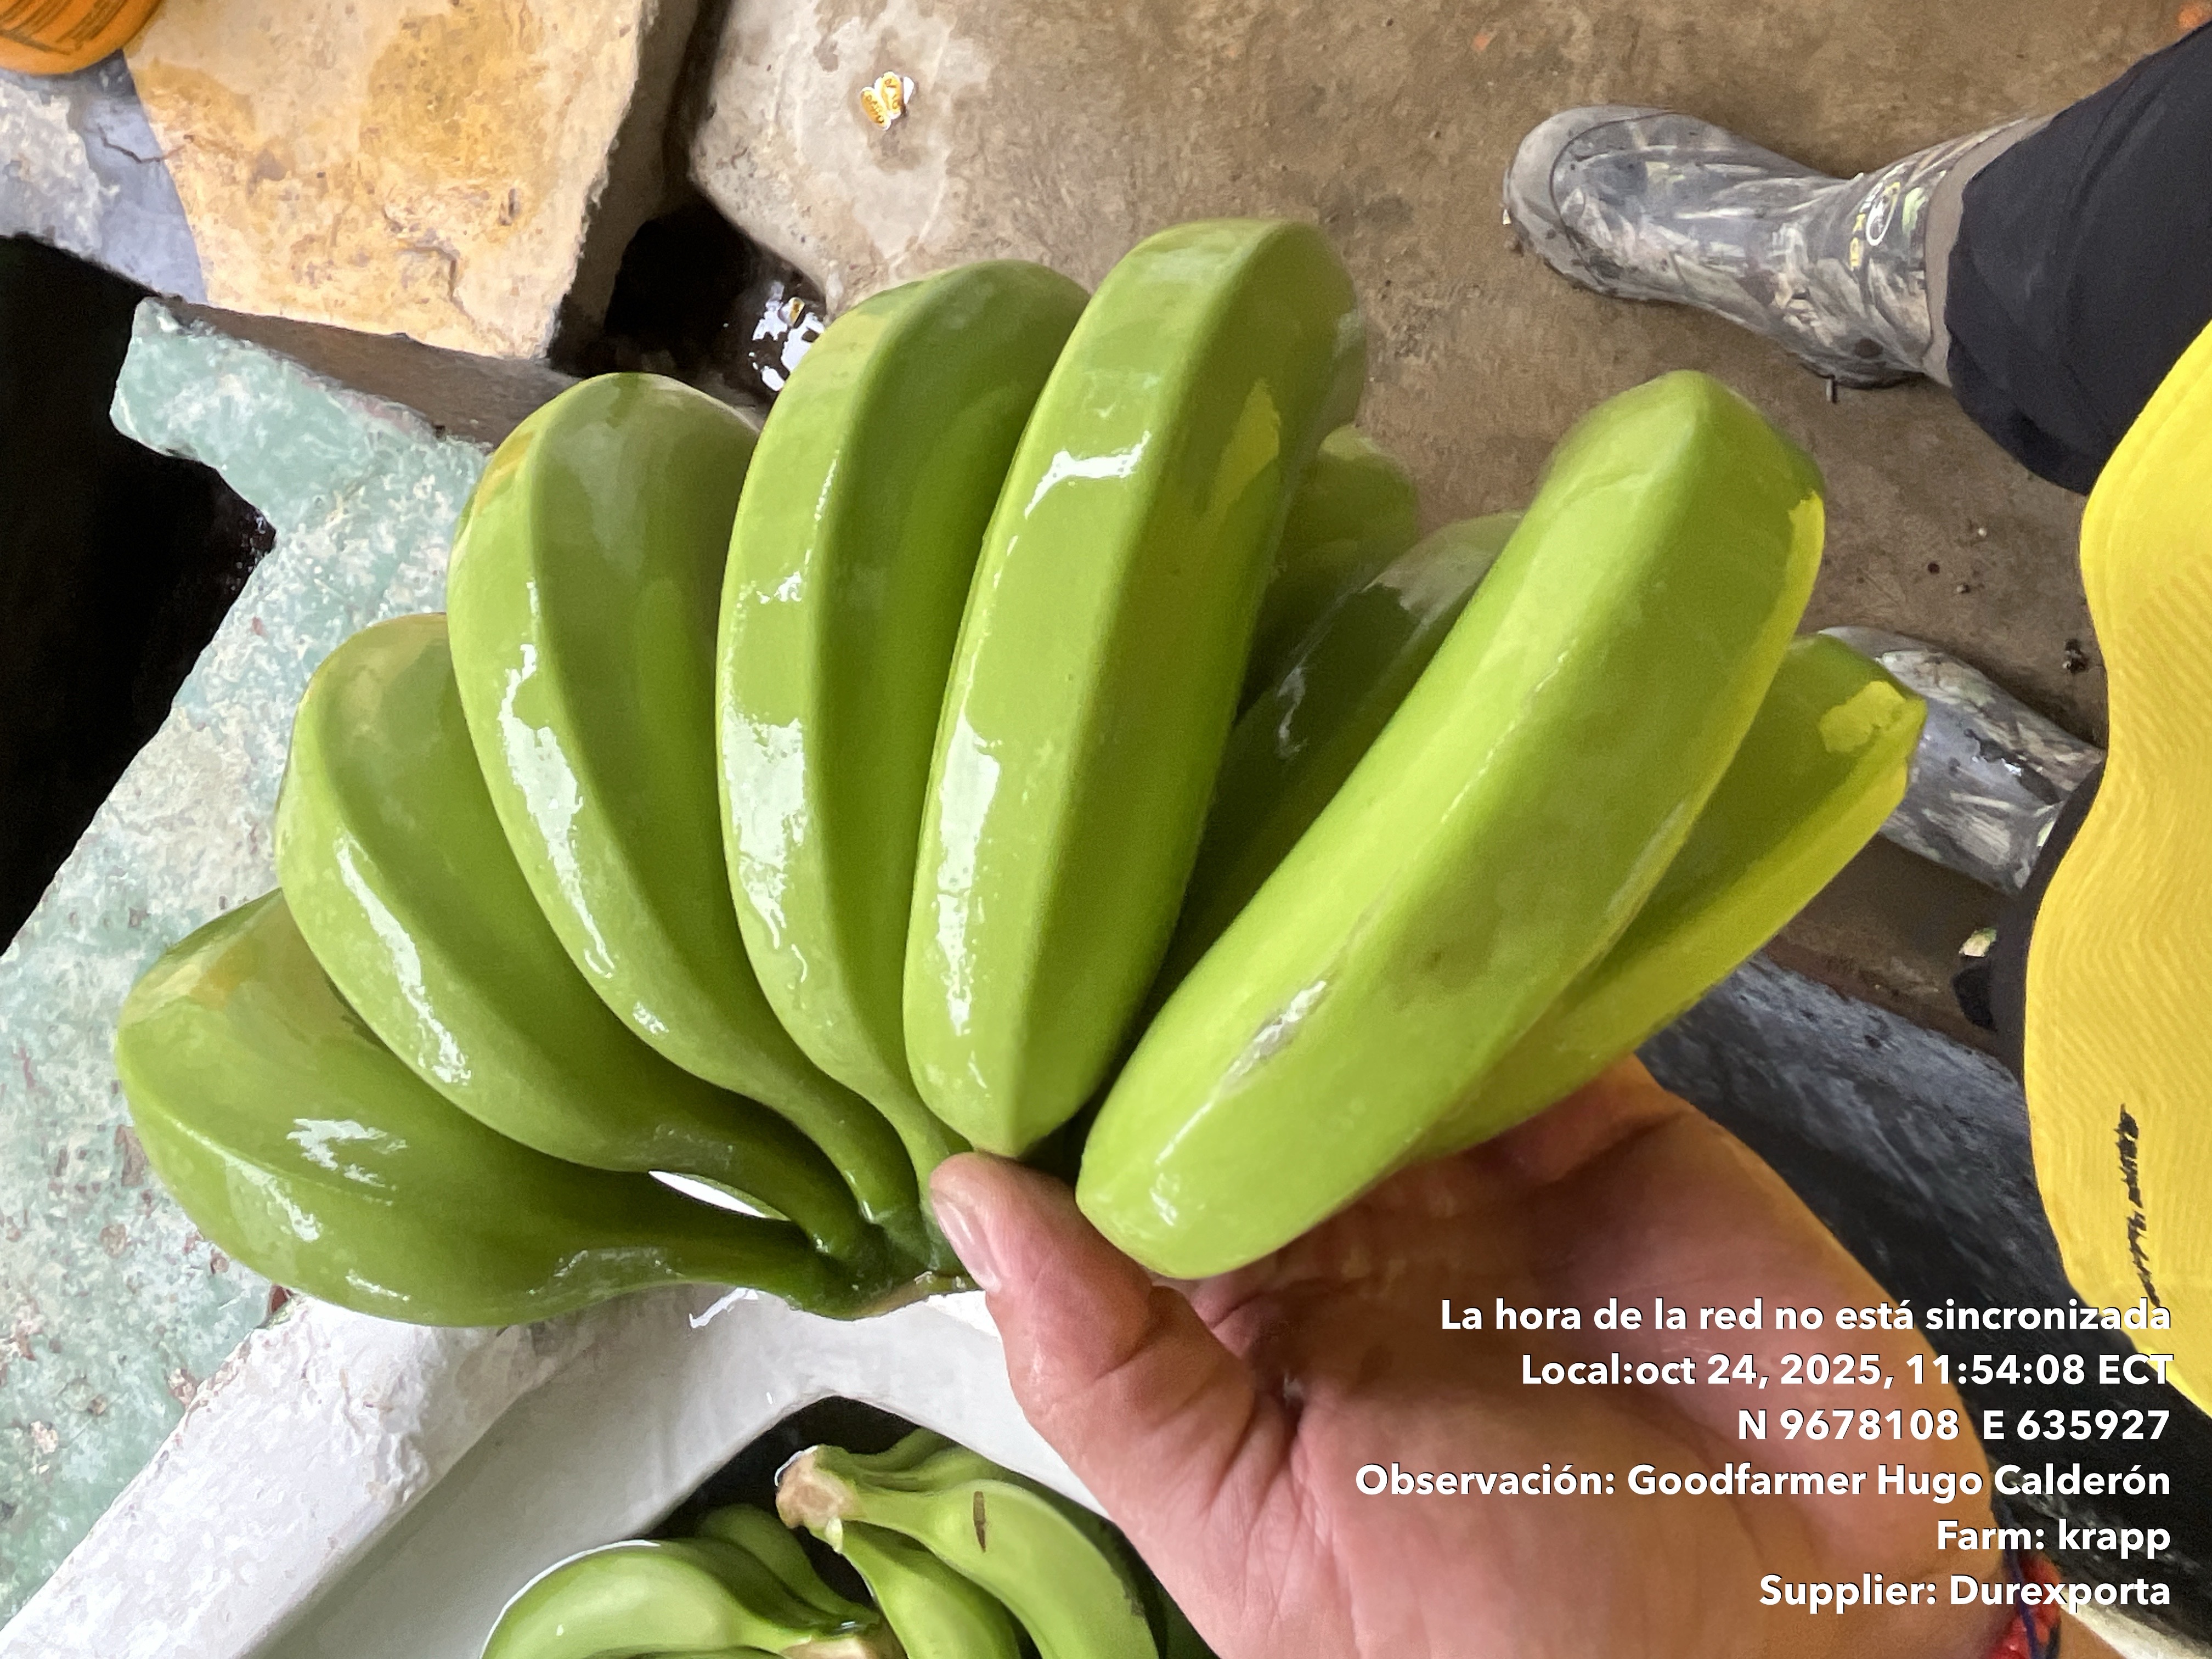 La hora de la red no está sincronizada
Local:oct 24, 2025, 11:54:08 ECT
N 9678108 E 635927
Observación: Goodfarmer Hugo Calderón
Farm: krapp
Supplier: Durexporta